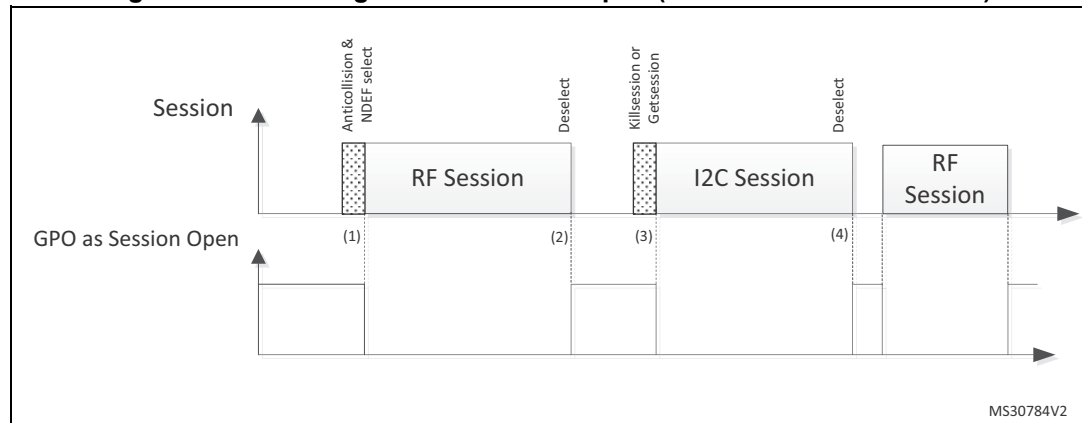 Anticollision &
NDEF select
Deselect
Killsession or
Getsession
Deselect
Session
RF Session
I2C Session
RF
Session
(1)
(2)
(3)
(4)
GPO as Session Open
MS30784V2